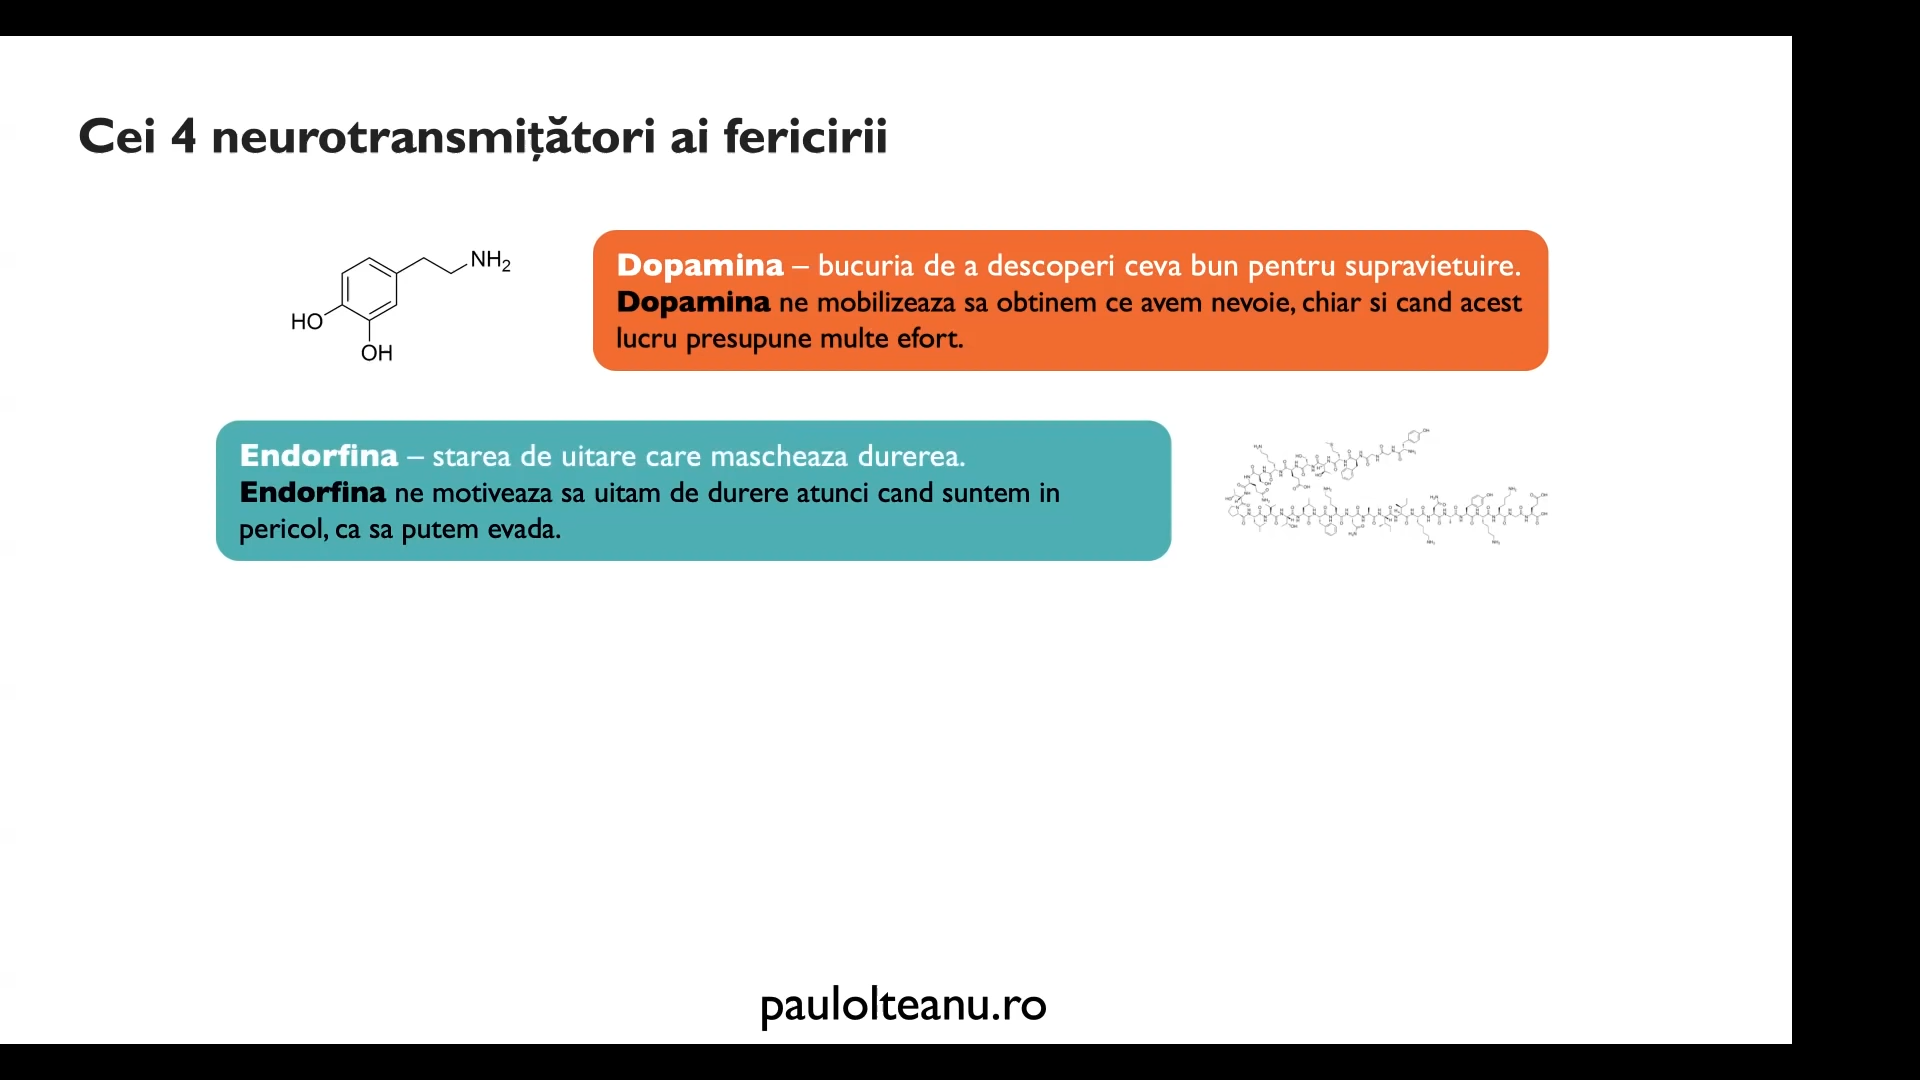 Cei 4 neurotransmițători ai fericirii
NH2
HO
OH
Dopamina – bucuria de a descoperi ceva bun pentru supravietuire.
Dopamina ne mobilizeaza sa obtinem ce avem nevoie, chiar si cand acest
lucru presupune multe efort.
Endorfina – starea de uitare care mascheaza durerea.
Endorfina ne motiveaza sa uitam de durere atunci cand suntem in
pericol, ca sa putem evada.
paulolteanu.ro